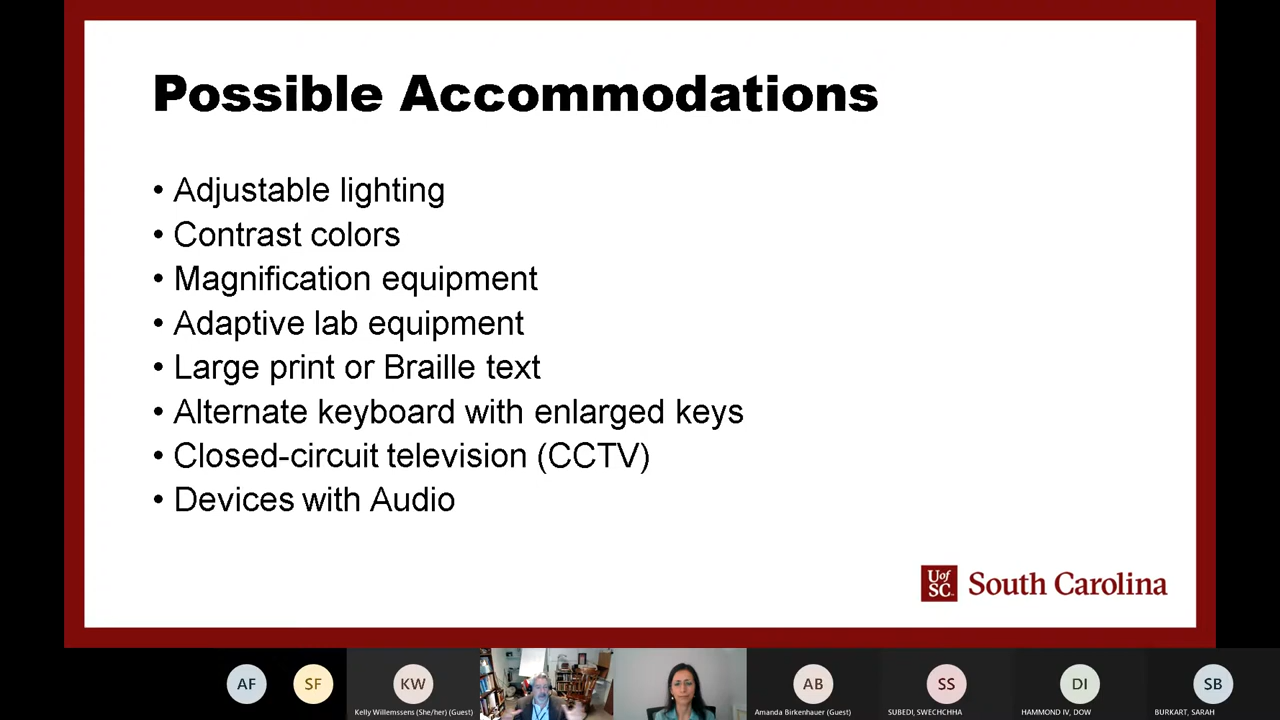 Possible Accommodations
• Adjustable lighting
• Contrast colors
• Magnification equipment
• Adaptive lab equipment
• Large print or Braille text
• Alternate keyboard with enlarged keys
• Closed-circuit television (CCTV)
• Devices with Audio
UofSC
South Carolina
AF
SF
KW
AB
SS
DI
SB
Kelly Willemssens (She/her) (Guest)
Amanda Birkenhauer (Guest)
SUBEDI, SWECHCHHA
HAMMOND IV, DOW
BURKART, SARAH